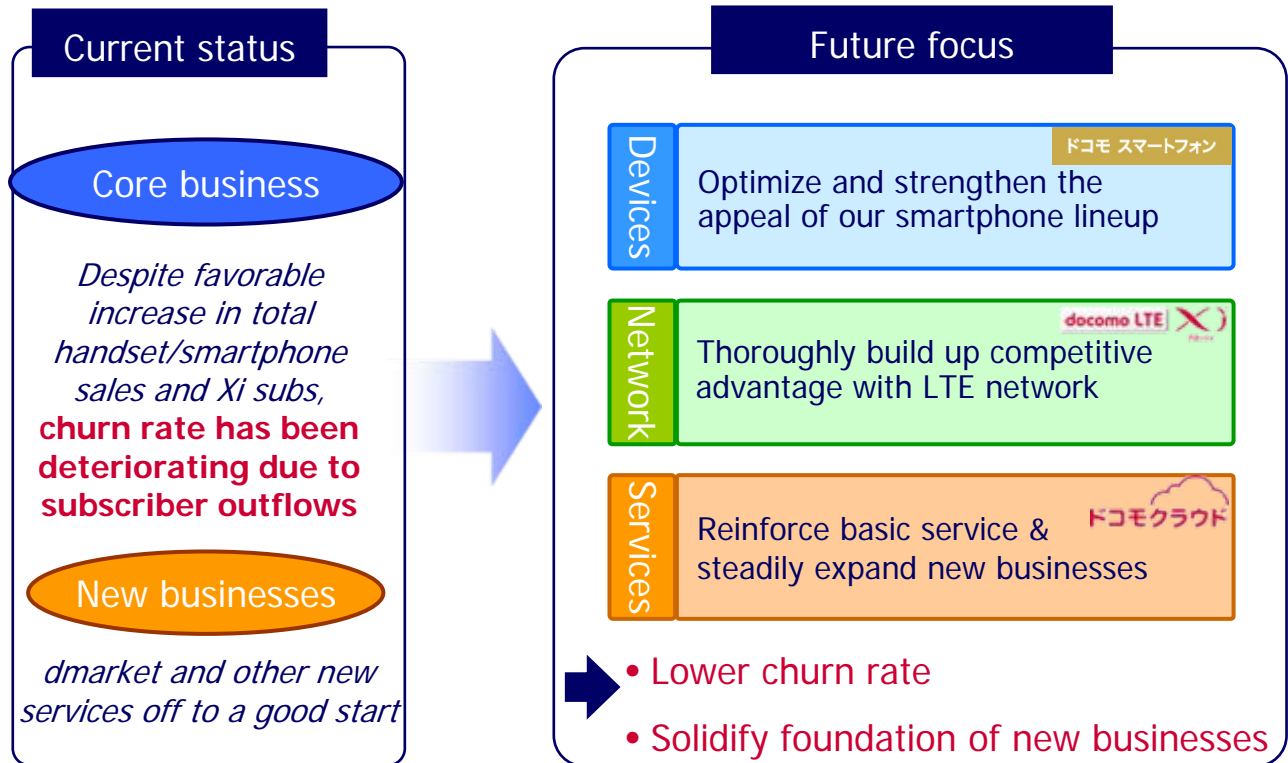 Current status
Core business
Despite favorable
increase in total
handset/smartphone
sales and Xi subs,
churn rate has been
deteriorating due to
subscriber outflows
New businesses
dmarket and other new
services off to a good start
Future focus
Devices
ドコモ スマートフォン
Optimize and strengthen the
appeal of our smartphone lineup
Network
docomo LTE Xi
Thoroughly build up competitive
advantage with LTE network
Services
ドコモクラウド
Reinforce basic service &
steadily expand new businesses
• Lower churn rate
• Solidify foundation of new businesses